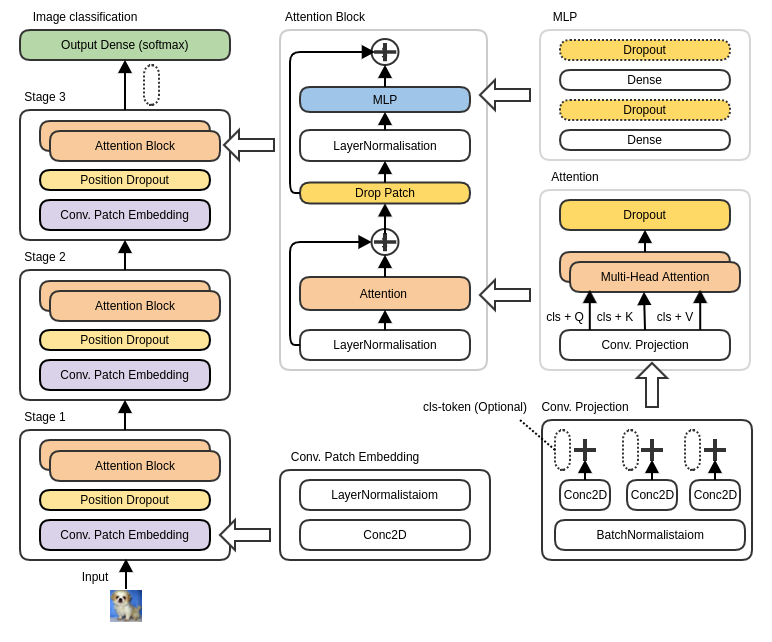 Image classification
Output Dense (softmax)
Stage 3
Attention Block
Position Dropout
Conv. Patch Embedding
Stage 2
Attention Block
Position Dropout
Conv. Patch Embedding
Stage 1
Attention Block
Position Dropout
Conv. Patch Embedding
Input
Attention Block
MLP
LayerNormalisation
Drop Patch
Attention
LayerNormalisation
Conv. Patch Embedding
LayerNormalistaiom
Conc2D
MLP
Dropout
Dense
Dropout
Dense
Attention
Dropout
Multi-Head Attention
cls + Q cls + K cls + V
Conv. Projection
cls-token (Optional)
Conv. Projection
Conc2D Conc2D Conc2D
BatchNormalistaiom